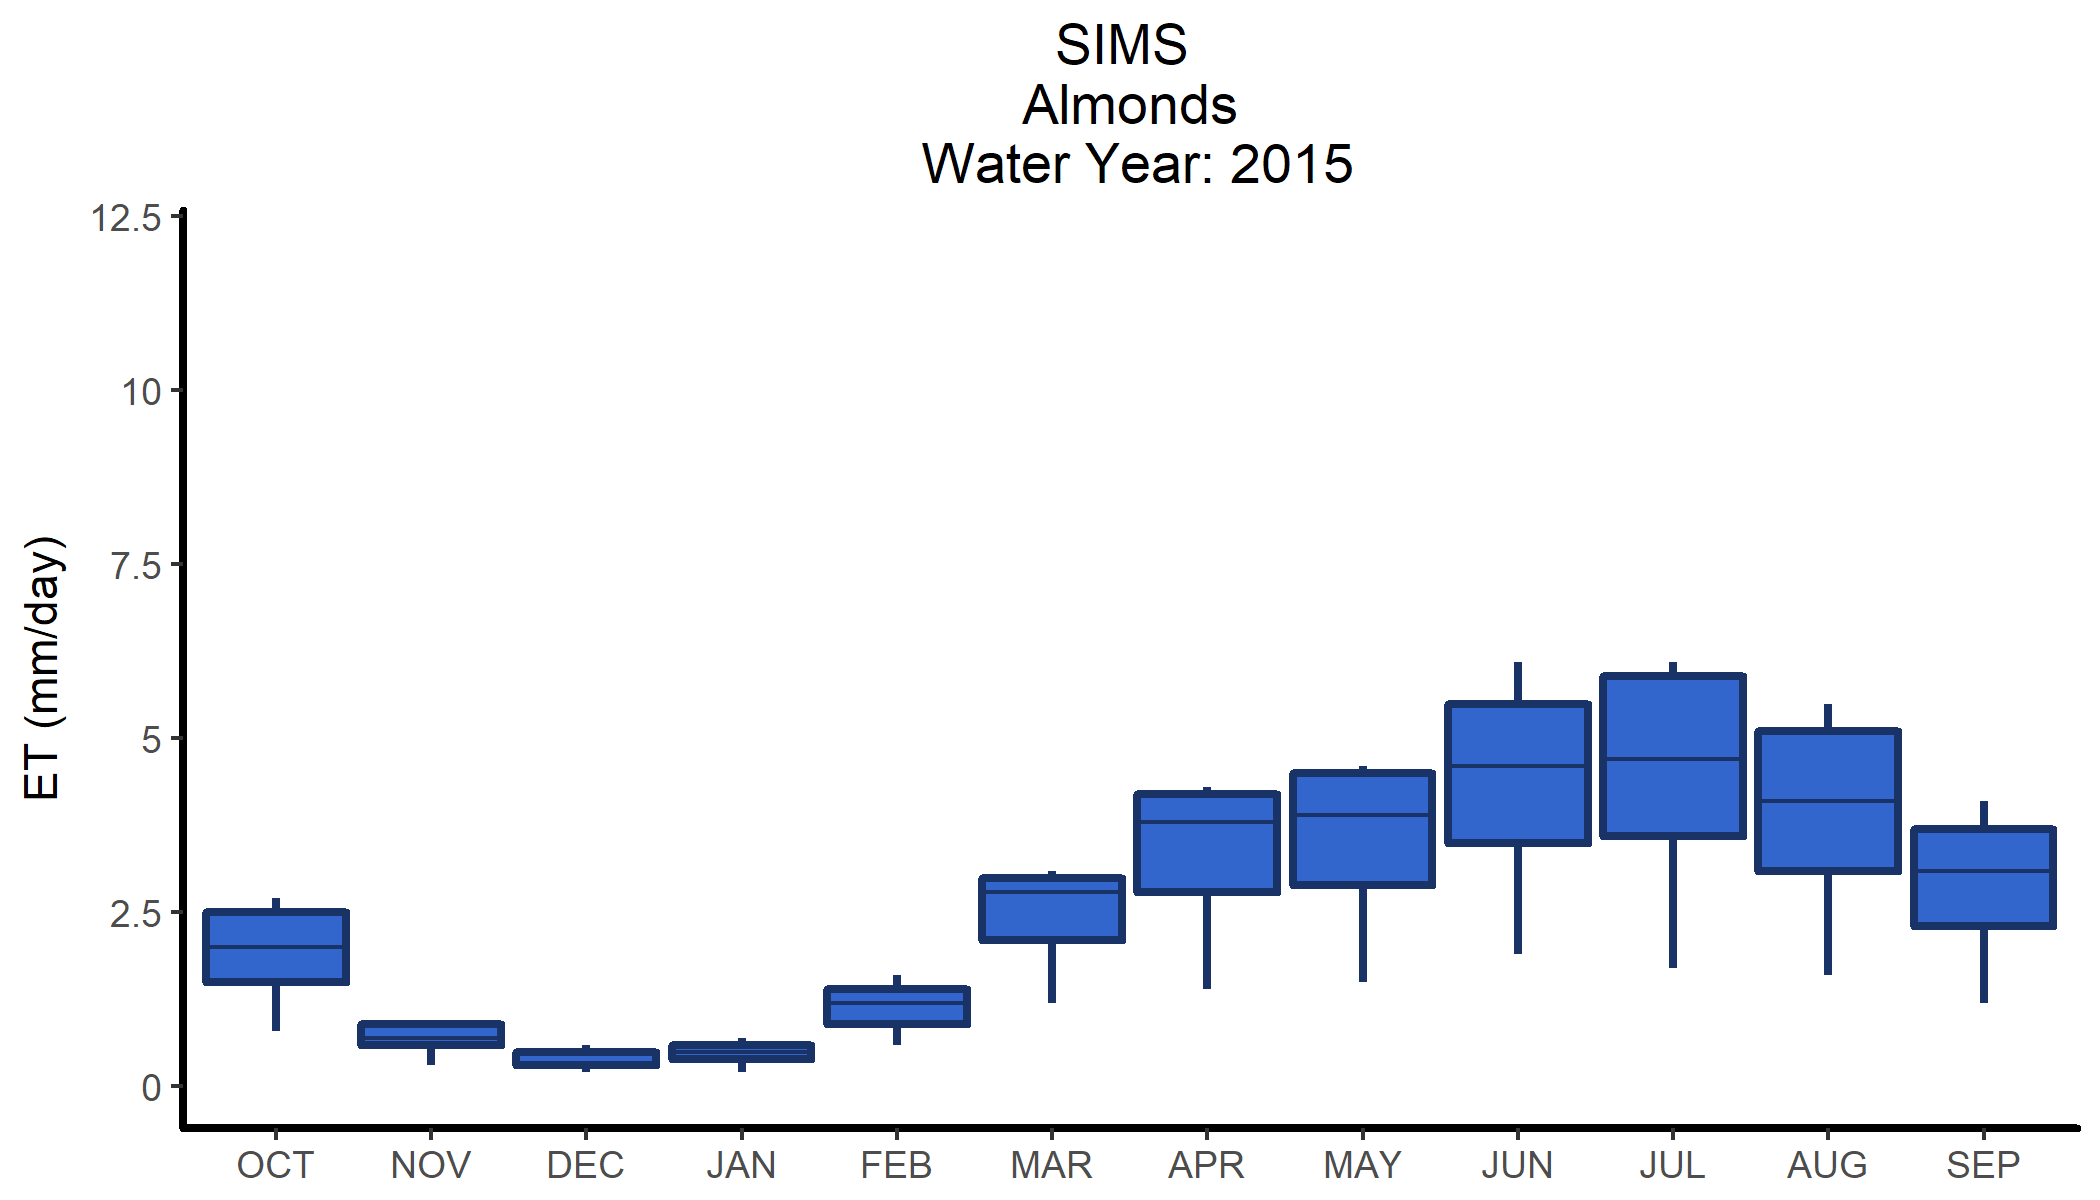 SIMS
Almonds
Water Year: 2015
12.5
10
7.5
5
2.5
0
ET (mm/day)
OCT NOV DEC JAN FEB MAR APR MAY JUN JUL AUG SEP